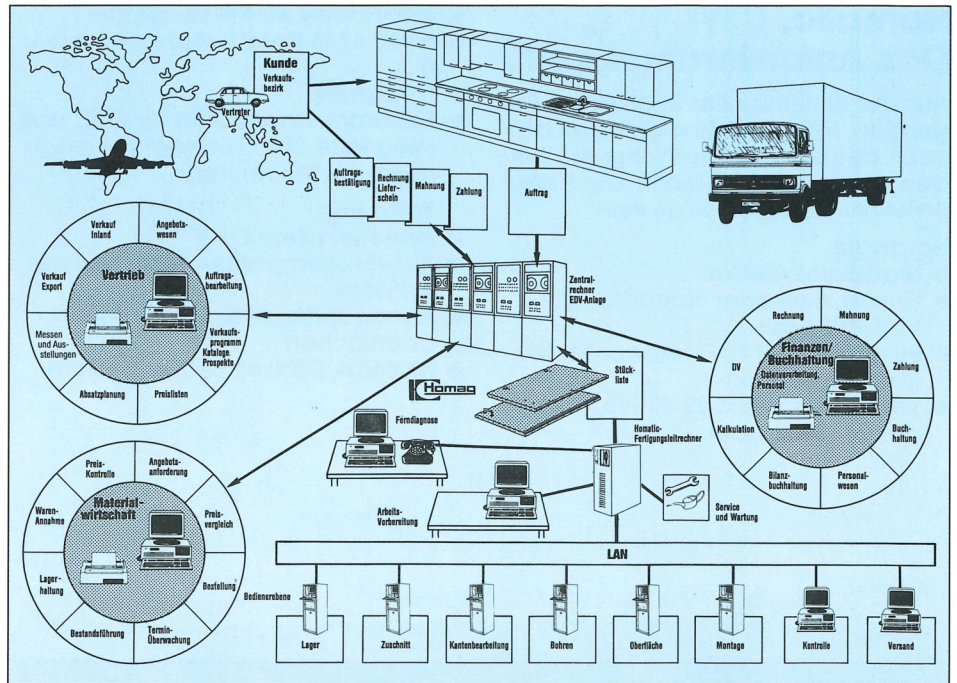 Kunde
Verkaufs-
bezirk
Vertreter
Auftrags-
bestätigung
Rechnung
Liefer-
schein
Mahnung
Zahlung
Auftrag
Zentral-
rechner
EDV-Anlage
Verkauf
Inland
Angebots-
wesen
Verkauf
Export
Vertrieb
Auftrags-
bearbeitung
Messen
und Aus-
stellungen
Verkaufs-
programm
Kataloge
Prospekte
Absatzplanung
Preislisten
Rechnung
Mahnung
DV
Finanzen/
Buchhaltung
Datenverarbeitung,
Personal
Zahlung
Kalkulation
Buch-
haltung
Bilanz-
buchhaltung
Personal-
wesen
Homag
Stück-
liste
Ferndiagnose
Homatic-
Fertigungsleitrechner
Arbeits-
Vorbereitung
Service
und Wartung
Preis-
Kontrolle
Angebots-
anforderung
Waren-
Annahme
Material-
wirtschaft
Preis-
vergleich
Lager-
haltung
Bestellung
Bestandsführung
Termin-
Überwachung
LAN
Bedienerebene
Lager
Zuschnitt
Kantenbearbeitung
Bohren
Oberfläche
Montage
Kontrolle
Versand